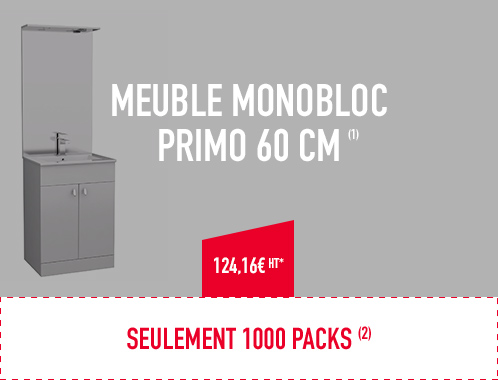 MEUBLE MONOBLOC
PRIMO 60 CM (1)
124,16€ HT*
SEULEMENT 1000 PACKS (2)